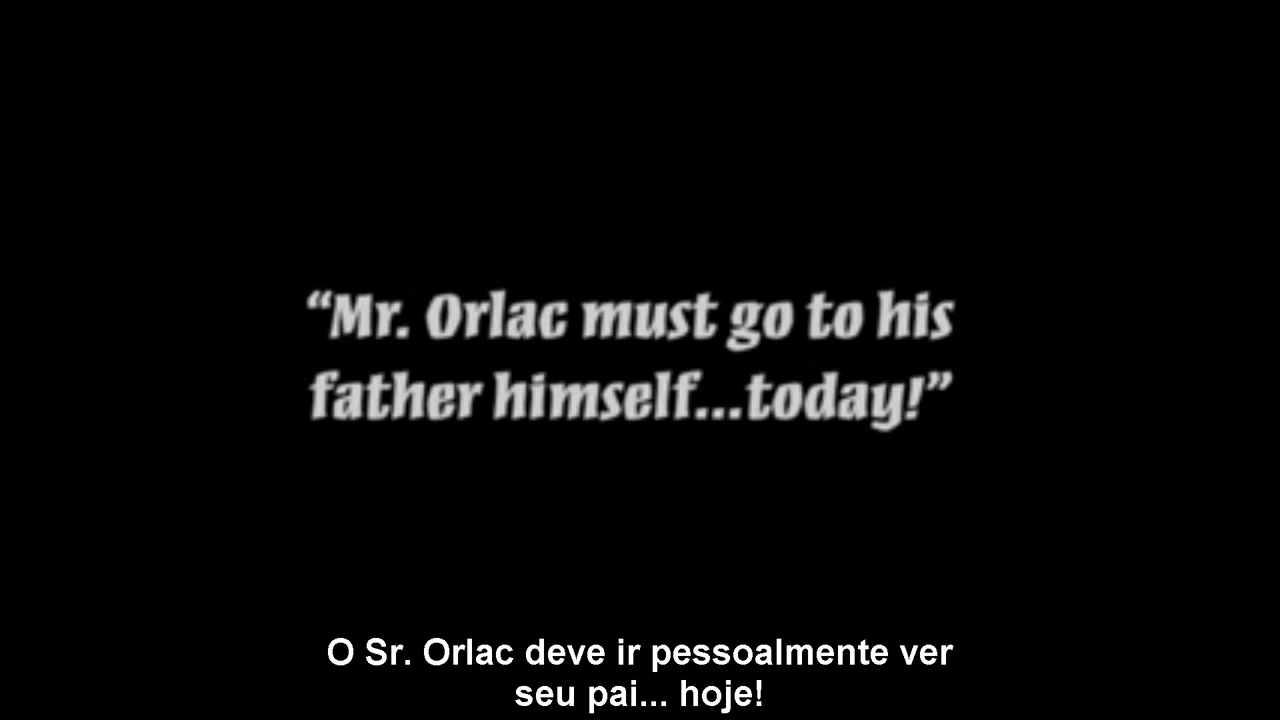 “Mr. Orlac must go to his
father himself...today!”
O Sr. Orlac deve ir pessoalmente ver
seu pai... hoje!